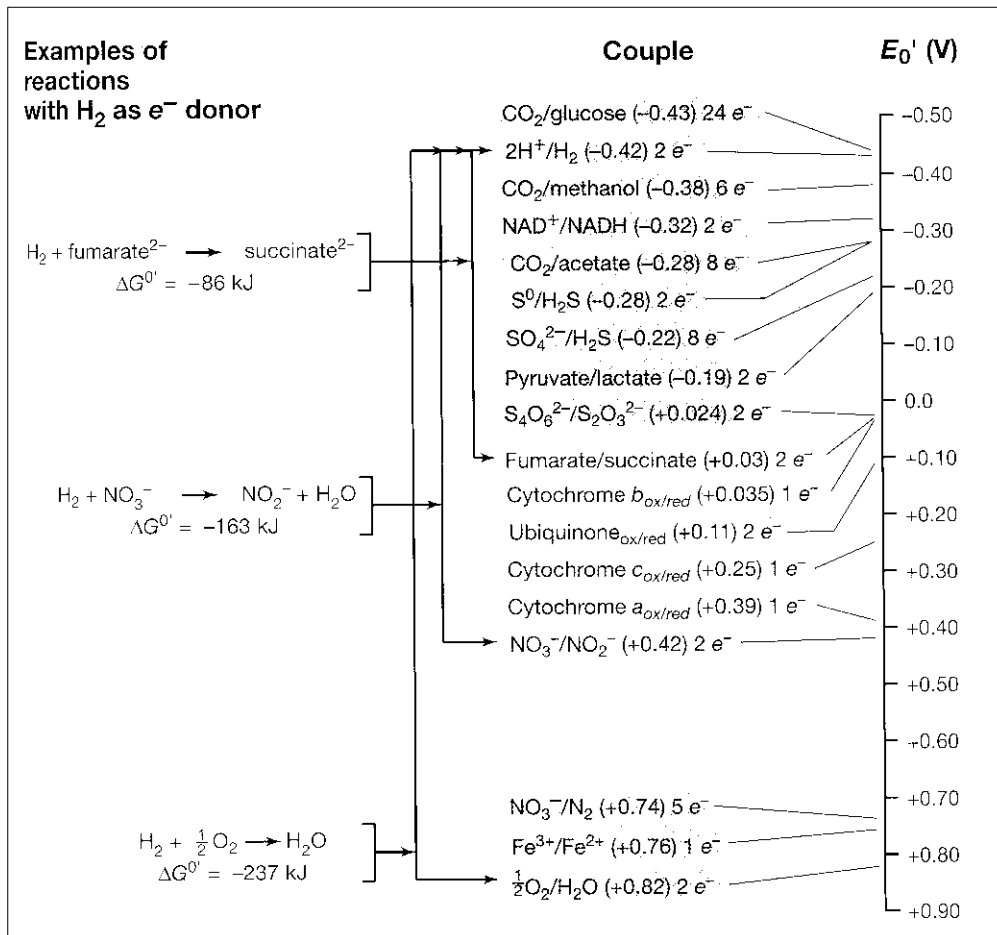 Examples of
reactions
with H₂ as e⁻ donor
Couple
E₀' (V)
CO₂/glucose (−0.43) 24 e⁻
2H⁺/H₂ (−0.42) 2 e⁻
CO₂/methanol (−0.38) 6 e⁻
NAD⁺/NADH (−0.32) 2 e⁻
CO₂/acetate (−0.28) 8 e⁻
S⁰/H₂S (−0.28) 2 e⁻
SO₄²⁻/H₂S (−0.22) 8 e⁻
Pyruvate/lactate (−0.19) 2 e⁻
S₄O₆²⁻/S₂O₃²⁻ (+0.024) 2 e⁻
Fumarate/succinate (+0.03) 2 e⁻
Cytochrome b ox/red (+0.035) 1 e⁻
Ubiquinone ox/red (+0.11) 2 e⁻
Cytochrome c ox/red (+0.25) 1 e⁻
Cytochrome a ox/red (+0.39) 1 e⁻
NO₃⁻/NO₂⁻ (+0.42) 2 e⁻
NO₃⁻/N₂ (+0.74) 5 e⁻
Fe³⁺/Fe²⁺ (+0.76) 1 e⁻
½O₂/H₂O (+0.82) 2 e⁻
H₂ + fumarate²⁻ → succinate²⁻
ΔG⁰' = −86 kJ
H₂ + NO₃⁻ → NO₂⁻ + H₂O
ΔG⁰' = −163 kJ
H₂ + ½ O₂ → H₂O
ΔG⁰' = −237 kJ
−0.50
−0.40
−0.30
−0.20
−0.10
0.0
+0.10
+0.20
+0.30
+0.40
+0.50
+0.60
+0.70
+0.80
+0.90